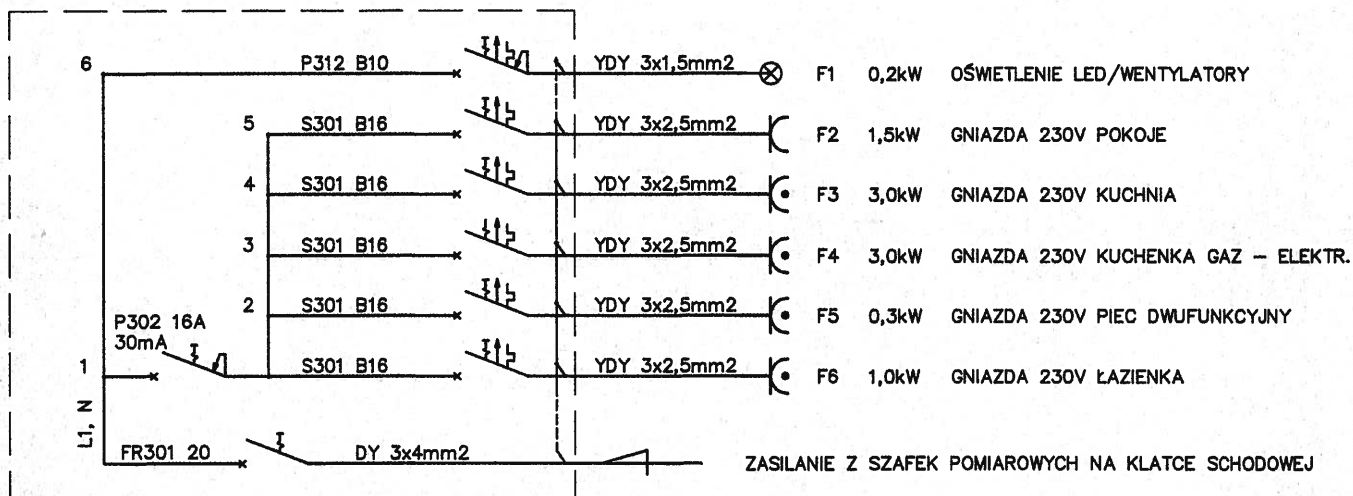 6 P312 B10 YDY 3x1,5mm2 F1 0,2kW OŚWIETLENIE LED/WENTYLATORY
5 S301 B16 YDY 3x2,5mm2 F2 1,5kW GNIAZDA 230V POKOJE
4 S301 B16 YDY 3x2,5mm2 F3 3,0kW GNIAZDA 230V KUCHNIA
3 S301 B16 YDY 3x2,5mm2 F4 3,0kW GNIAZDA 230V KUCHENKA GAZ – ELEKTR.
2 S301 B16 YDY 3x2,5mm2 F5 0,3kW GNIAZDA 230V PIEC DWUFUNKCYJNY
P302 16A
30mA
1 S301 B16 YDY 3x2,5mm2 F6 1,0kW GNIAZDA 230V ŁAZIENKA
L1, N
FR301 20 DY 3x4mm2 ZASILANIE Z SZAFEK POMIAROWYCH NA KLATCE SCHODOWEJ